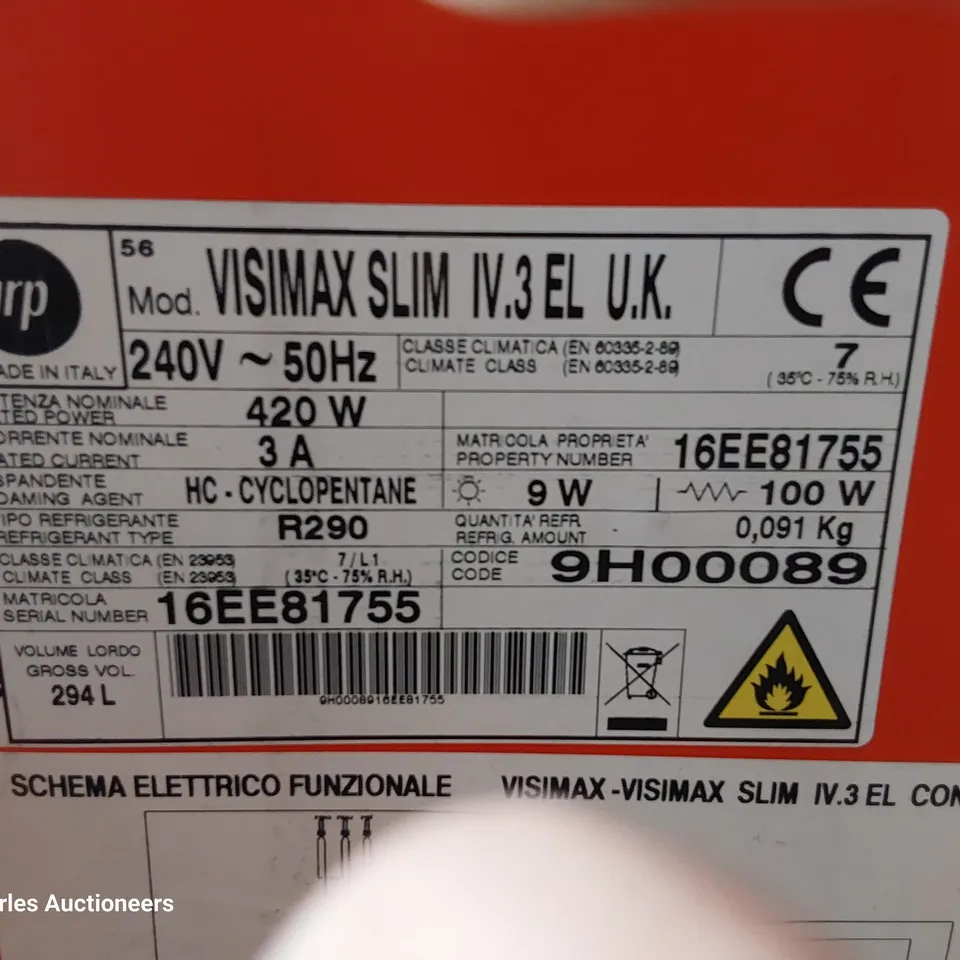 56
Mod. VISIMAX SLIM IV.3 EL U.K.
CE
arp
ADE IN ITALY
240V ~ 50Hz
CLASSE CLIMATICA (EN 60335-2-89)
CLIMATE CLASS (EN 60335-2-89)
7
(35°C - 75% R.H.)
TENZA NOMINALE
TED POWER
420 W
ORRENTE NOMINALE
ATED CURRENT
3 A
MATRICOLA PROPRIETA'
PROPERTY NUMBER
16EE81755
SPANDENTE
OAMING AGENT
HC - CYCLOPENTANE
9 W
100 W
TIPO REFRIGERANTE
REFRIGERANT TYPE
R290
QUANTITA' REFR.
REFRIG. AMOUNT
0,091 Kg
CLASSE CLIMATICA (EN 23953)
CLIMATE CLASS (EN 23953)
7/L1
(35°C - 75% R.H.)
CODICE
CODE
9H00089
MATRICOLA
SERIAL NUMBER
16EE81755
VOLUME LORDO
GROSS VOL.
294 L
9H0008916EE81755
SCHEMA ELETTRICO FUNZIONALE
VISIMAX-VISIMAX SLIM IV.3 EL CON
rles Auctioneers